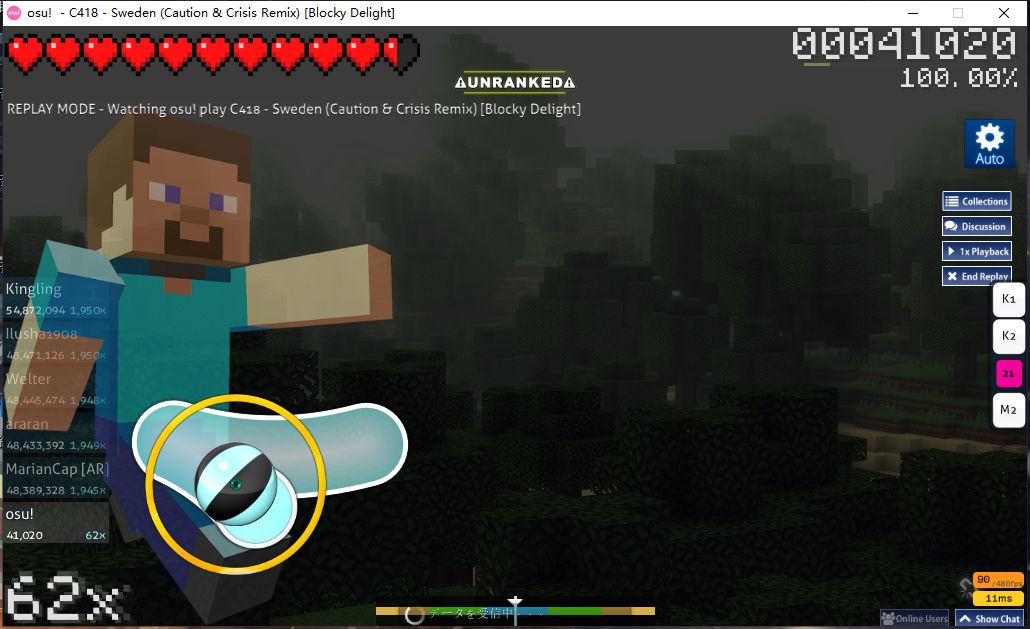 osu!  - C418 - Sweden (Caution & Crisis Remix) [Blocky Delight]
00041020
100.00%
UNRANKED
REPLAY MODE - Watching osu! play C418 - Sweden (Caution & Crisis Remix) [Blocky Delight]
Auto
Collections
Discussion
1x Playback
End Replay
K1
K2
21
M2
Kingling
54,872,094 1,950x
Ilusha1908
48,471,126 1,950x
Welter
48,445,474 1,948x
araran
48,433,392 1,949x
MarianCap [AR]
48,389,328 1,945x
osu!
41,020 62x
62x
データを受信中
90 /480fps
11ms
Online Users
Show Chat